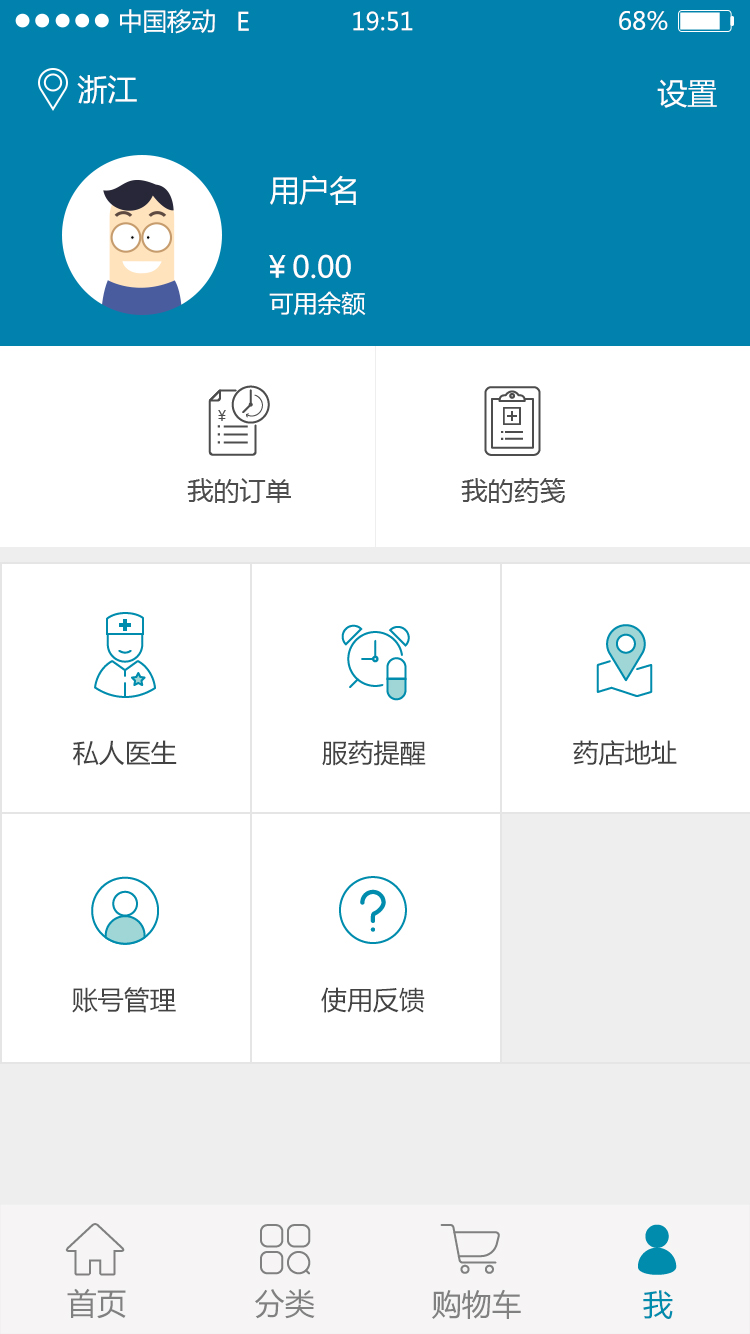 中国移动 E 19:51 68%
浙江 设置
用户名
¥ 0.00
可用余额
¥
我的订单 我的药笺
私人医生 服药提醒 药店地址
账号管理 使用反馈
首页 分类 购物车 我